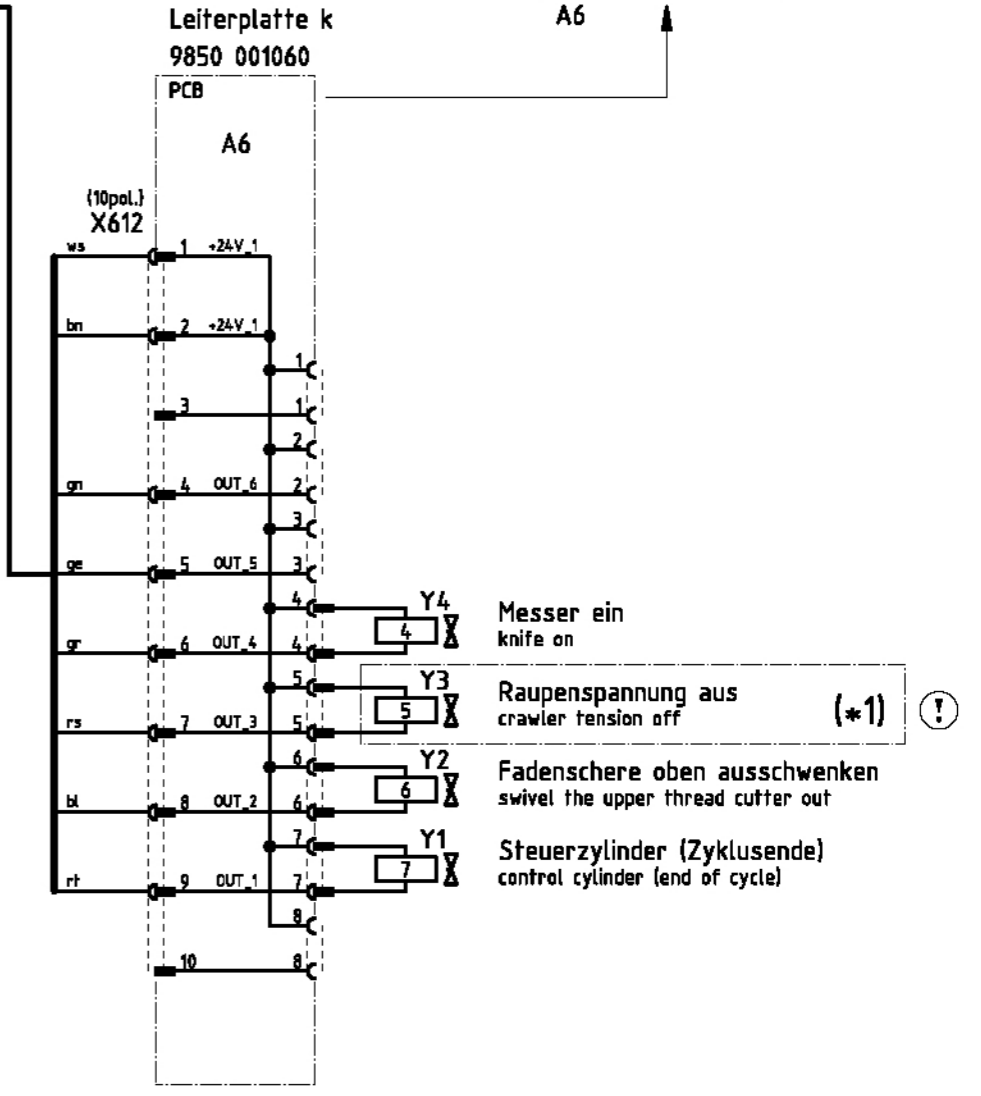 Leiterplatte k
9850 001060
A6
PCB
A6
(10pol.)
X612
ws 1 +24V_1
bn 2 +24V_1
1
3 1
2
gn 4 OUT_6 2
3
ge 5 OUT_5 3
4 Y4
4
Messer ein
knife on
gr 6 OUT_4 4
5 Y3
5
Raupenspannung aus
crawler tension off
(*1) !
rs 7 OUT_3 5
6 Y2
6
Fadenschere oben ausschwenken
swivel the upper thread cutter out
bl 8 OUT_2 6
7 Y1
7
Steuerzylinder (Zyklusende)
control cylinder (end of cycle)
rt 9 OUT_1 7
8
10 8